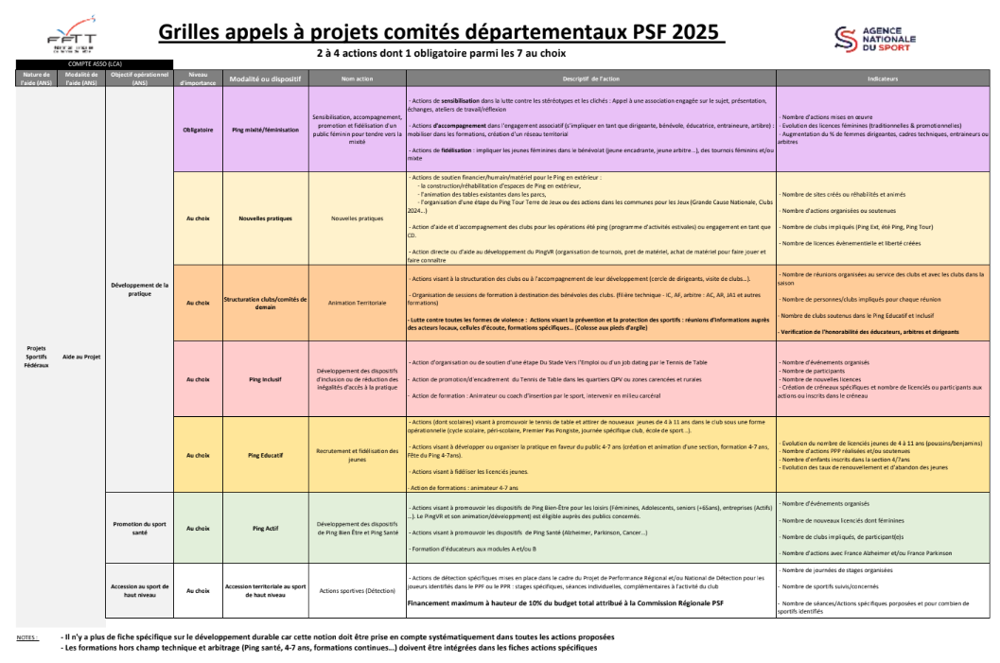 FFTT
Grilles appels à projets comités départementaux PSF 2025
2 à 4 actions dont 1 obligatoire parmi les 7 au choix
AGENCE
NATIONALE
DU SPORT
COMPTE ASSO (LCA)
Nature de l'aide (ANS)
Modalité de l'aide (ANS)
Objectif opérationnel (ANS)
Niveau d'importance
Modalité ou dispositif
Nom action
Descriptif de l'action
Indicateurs
Projets Sportifs Fédéraux
Aide au Projet
Développement de la pratique
Obligatoire
Ping mixité/féminisation
Sensibilisation, accompagnement,
promotion et fidélisation d'un
public féminin pour tendre vers la
mixité
- Actions de sensibilisation dans la lutte contre les stéréotypes et les clichés : Appel à une association engagée sur le sujet, présentation,
échanges, ateliers de travail/réflexion
- Actions d'accompagnement dans l'engagement associatif (s'impliquer en tant que dirigeante, bénévole, éducatrice, entraineure, arbitre) :
mobiliser dans les formations, création d'un réseau territorial
- Actions de fidélisation : impliquer les jeunes féminines dans le bénévolat (jeune encadrante, jeune arbitre...), des tournois féminins et/ou
mixte
- Nombre d'actions mises en œuvre
- Evolution des licences féminines (traditionnelles & promotionnelles)
- Augmentation du % de femmes dirigeantes, cadres techniques, entraineurs ou
arbitres
Au choix
Nouvelles pratiques
Nouvelles pratiques
- Actions de soutien financier/humain/matériel pour le Ping en extérieur :
- la construction/réhabilitation d'espaces de Ping en extérieur,
- l'animation des tables existantes dans les parcs,
- l'organisation d'une étape du Ping Tour Terre de Jeux ou des actions dans les communes pour les Jeux (Grande Cause Nationale, Clubs
2024...)
- Action d'aide et d'accompagnement des clubs pour les opérations été ping (programme d'activités estivales) ou engagement en tant que
CD.
- Action directe ou d'aide au développement du PingVR (organisation de tournois, pret de matériel, achat de matériel pour faire jouer et
faire connaître
- Nombre de sites créés ou réhabilités et animés
- Nombre d'actions organisées ou soutenues
- Nombre de clubs impliqués (Ping Ext, été Ping, Ping Tour)
- Nombre de licences évènementielle et liberté créées
Au choix
Structuration clubs/comités de
domain
Animation Territoriale
- Actions visant à la structuration des clubs ou à l'accompagnement de leur développement (cercle de dirigeants, visite de clubs...).
- Organisation de sessions de formation à destination des bénévoles des clubs. (filière technique - IC, AF, arbitre : AC, AR, JA1 et autres
formations)
- Lutte contre toutes les formes de violence : Actions visant la prévention et la protection des sportifs : réunions d'informations auprès
des acteurs locaux, cellules d'écoute, formations spécifiques... (Colosse aux pieds d'argile)
- Nombre de réunions organisées au service des clubs et avec les clubs dans la
saison
- Nombre de personnes/clubs impliqués pour chaque réunion
- Nombre de clubs soutenus dans le Ping Educatif et Inclusif
- Verification de l'honorabilité des éducateurs, arbitres et dirigeants
Au choix
Ping Inclusif
Développement des dispositifs
d'inclusion ou de réduction des
inégalités d'accès à la pratique
- Action d'organisation ou de soutien d'une étape Du Stade Vers l'Emploi ou d'un job dating par le Tennis de Table
- Action de promotion/d'encadrement du Tennis de Table dans les quartiers QPV ou zones carencées et rurales
- Action de formation : Animateur ou coach d'insertion par le sport, intervenir en milieu carcéral
- Nombre d'événements organisés
- Nombre de participants
- Nombre de nouvelles licences
- Création de créneaux spécifiques et nombre de licenciés ou participants aux
actions ou inscrits dans le créneau
Au choix
Ping Educatif
Recrutement et fidélisation des
jeunes
- Actions (dont scolaires) visant à promouvoir le tennis de table et attirer de nouveaux jeunes de 4 à 11 ans dans le club sous une forme
opérationnelle (cycle scolaire, péri-scolaire, Premier Pas Pongiste, journée spécifique club, école de sport ..).
- Actions visant à développer ou organiser la pratique en faveur du public 4-7 ans (création et animation d'une section, formation 4-7 ans,
Fête du Ping 4-7ans).
- Actions visant à fidéliser les licenciés jeunes.
- Action de formations : animateur 4-7 ans
- Evolution du nombre de licenciés jeunes de 4 à 11 ans (poussins/benjamins)
- Nombre d'actions PPP réalisées et/ou soutenues
- Nombre d'enfants inscrits dans la section 4/7ans
- Evolution des taux de renouvellement et d'abandon des jeunes
Promotion du sport
santé
Au choix
Ping Actif
Développement des dispositifs
de Ping Bien Être et Ping Santé
- Actions visant à promouvoir les dispositifs de Ping Bien-Être pour les loisirs (Féminines, Adolescents, seniors (+65ans), entreprises (Actifs)
...). Le PingVR et son animation/développment) est éligible auprès des publics concernés.
- Actions visant à promouvoir les dispositifs de Ping Santé (Alzheimer, Parkinson, Cancer...)
- Formation d'éducateurs aux modules A et/ou B
- Nombre d'événements organisés
- Nombre de nouveaux licenciés dont féminines
- Nombre de clubs impliqués, de participant(e)s
- Nombre d'actions avec France Alzheimer et/ou France Parkinson
Accession au sport de
haut niveau
Au choix
Accession territoriale au sport
de haut niveau
Actions sportives (Détection)
- Actions de détection spécifiques mises en place dans le cadre du Projet de Performance Régional et/ou National de Détection pour les
joueurs identifiés dans le PPF ou le PPR : stages spécifiques, séances individuelles, complémentaires à l'activité du club
Financement maximum à hauteur de 10% du budget total attribué à la Commission Régionale PSF
- Nombre de journées de stages organisées
- Nombre de sportifs suivis/concernés
- Nombre de séances/Actions spécifiques porposées et pour combien de
sportifs identifiés
NOTES :
- Il n'y a plus de fiche spécifique sur le développement durable car cette notion doit être prise en compte systématiquement dans toutes les actions proposées
- Les formations hors champ technique et arbitrage (Ping santé, 4-7 ans, formations continues...) doivent être intégrées dans les fiches actions spécifiques